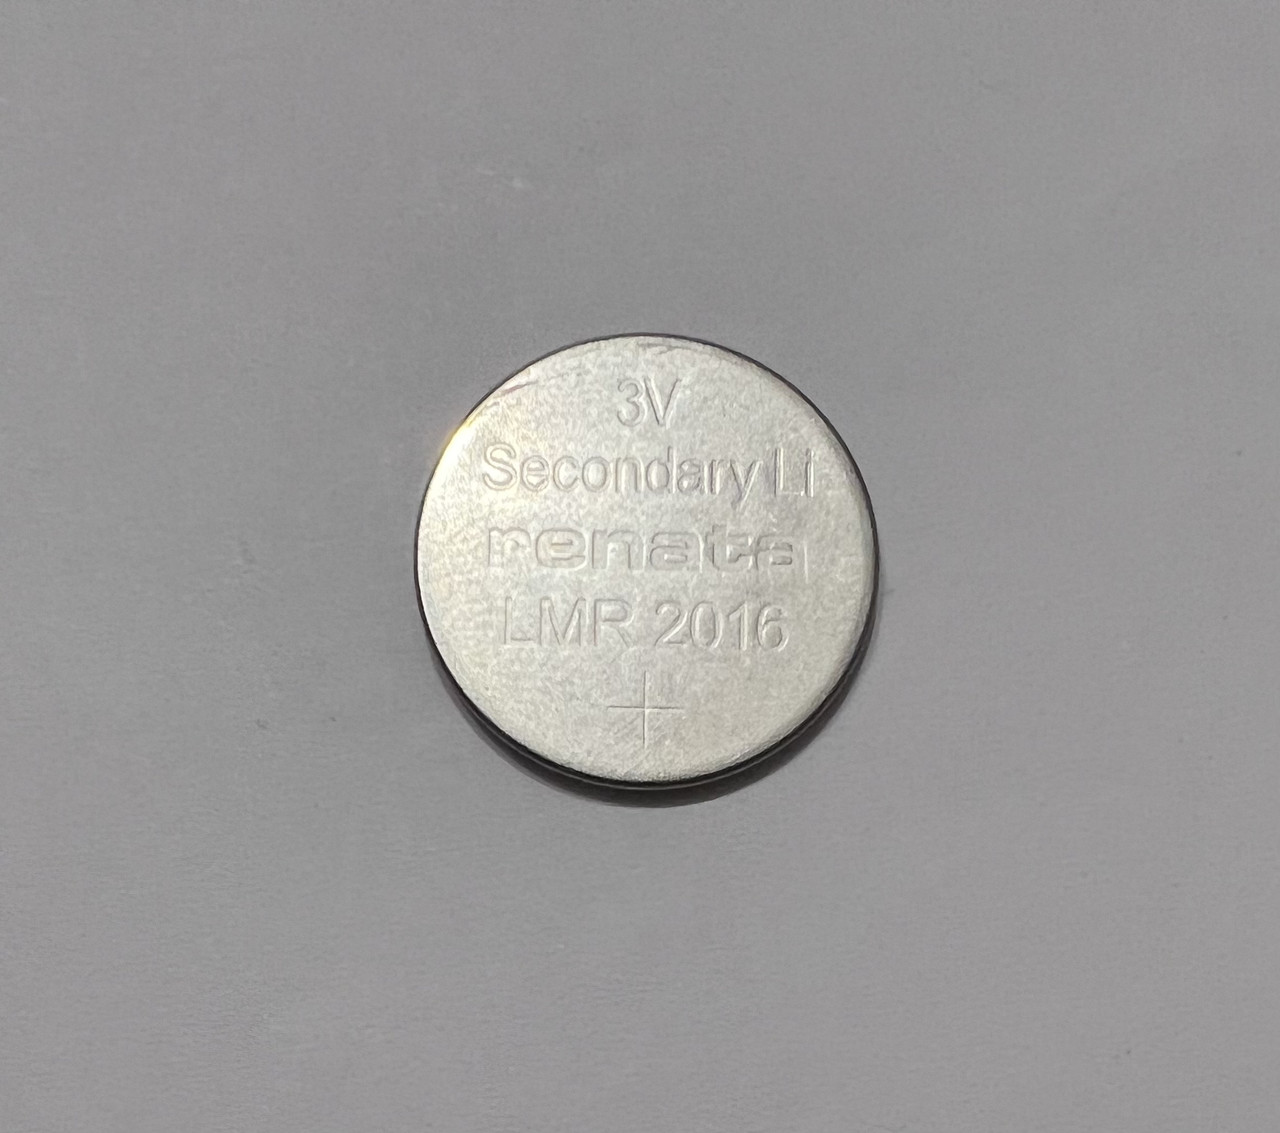 3V
Secondary Li
renata
LMR 2016
+